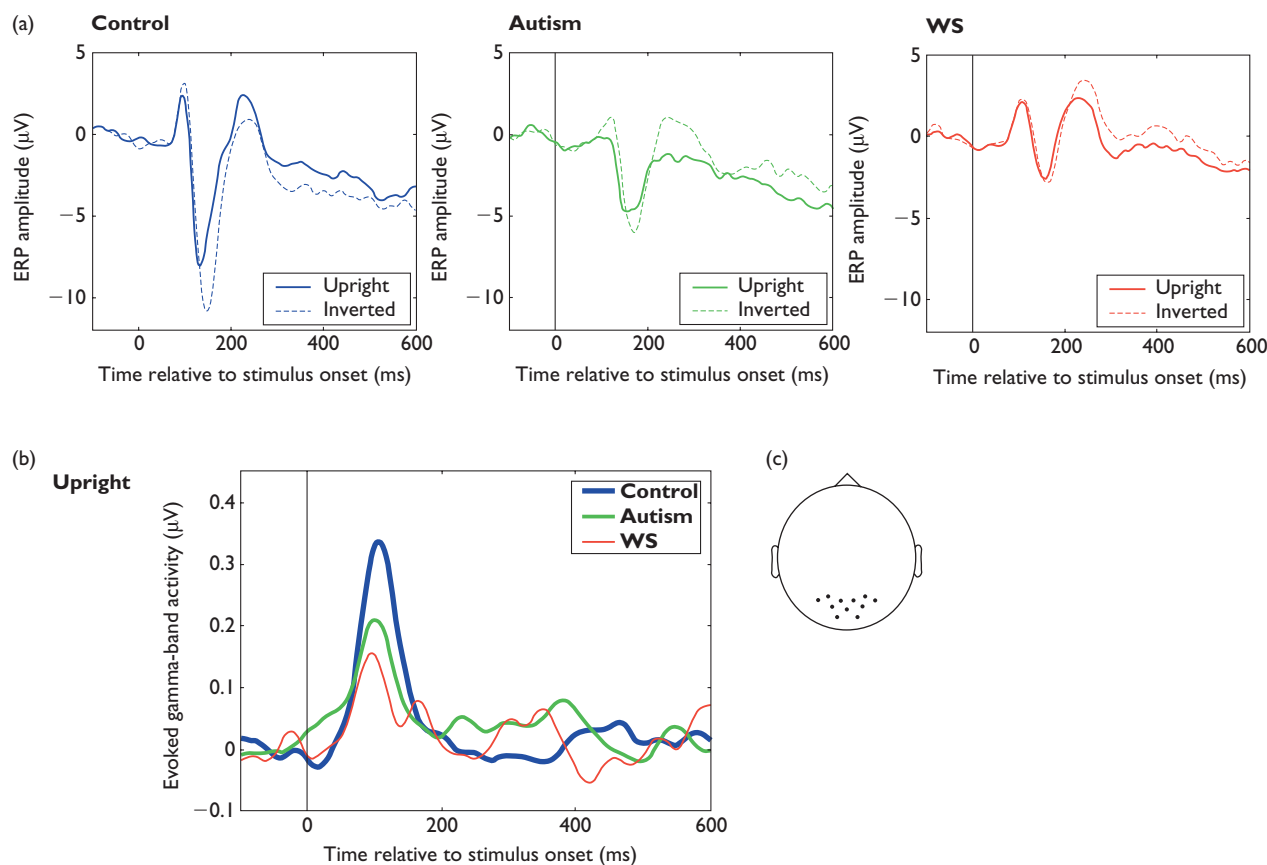 (a)
Control
5
0
−5
−10
ERP amplitude (μV)
Upright
Inverted
0
200
400
600
Time relative to stimulus onset (ms)
Autism
5
0
−5
−10
ERP amplitude (μV)
Upright
Inverted
0
200
400
600
Time relative to stimulus onset (ms)
WS
5
0
−5
−10
ERP amplitude (μV)
Upright
Inverted
0
200
400
600
Time relative to stimulus onset (ms)
(b)
Upright
0.4
0.3
0.2
0.1
0
−0.1
Evoked gamma-band activity (μV)
Control
Autism
WS
0
200
400
600
Time relative to stimulus onset (ms)
(c)